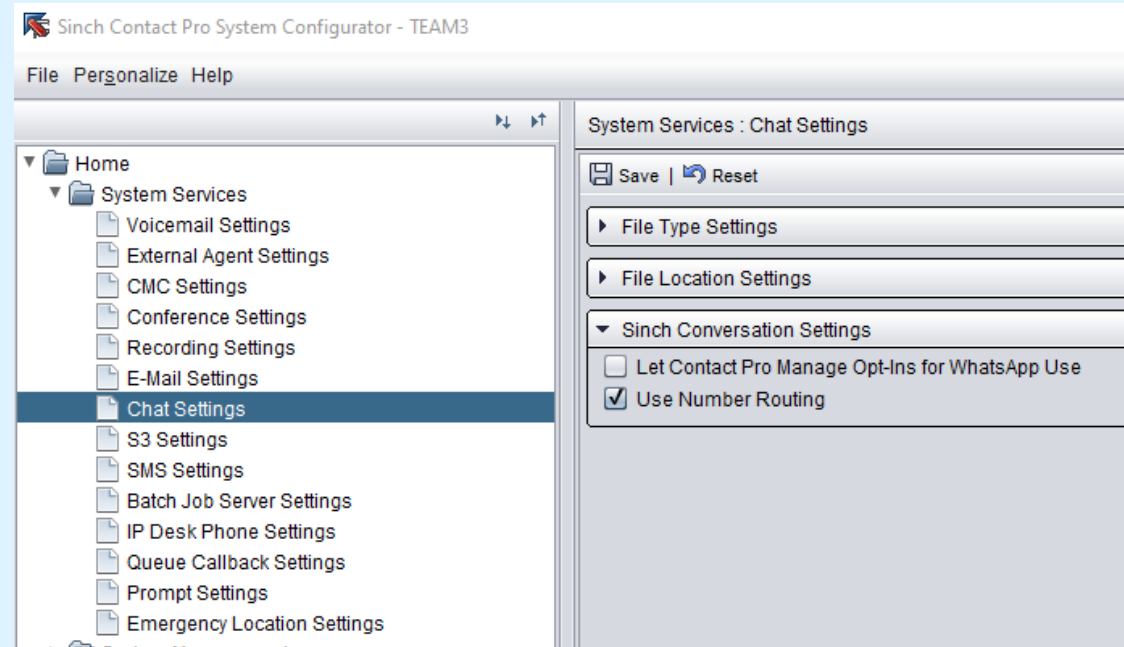 Sinch Contact Pro System Configurator - TEAM3
File Personalize Help
Home
System Services
Voicemail Settings
External Agent Settings
CMC Settings
Conference Settings
Recording Settings
E-Mail Settings
Chat Settings
S3 Settings
SMS Settings
Batch Job Server Settings
IP Desk Phone Settings
Queue Callback Settings
Prompt Settings
Emergency Location Settings
System Services : Chat Settings
Save | Reset
File Type Settings
File Location Settings
Sinch Conversation Settings
Let Contact Pro Manage Opt-Ins for WhatsApp Use
Use Number Routing